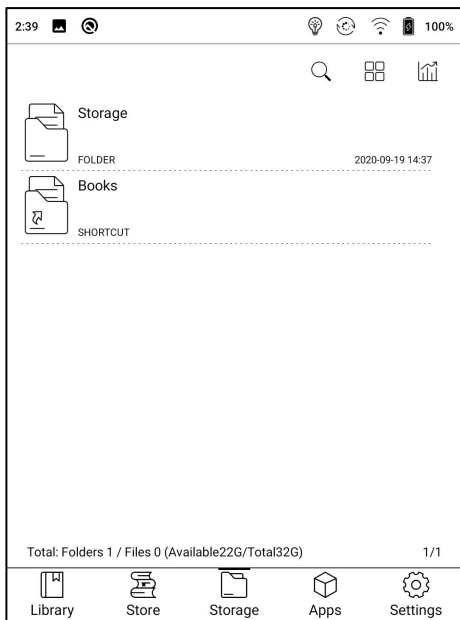 2:39 100%
Storage
FOLDER 2020-09-19 14:37
Books
SHORTCUT
Total: Folders 1 / Files 0 (Available22G/Total32G) 1/1
Library Store Storage Apps Settings